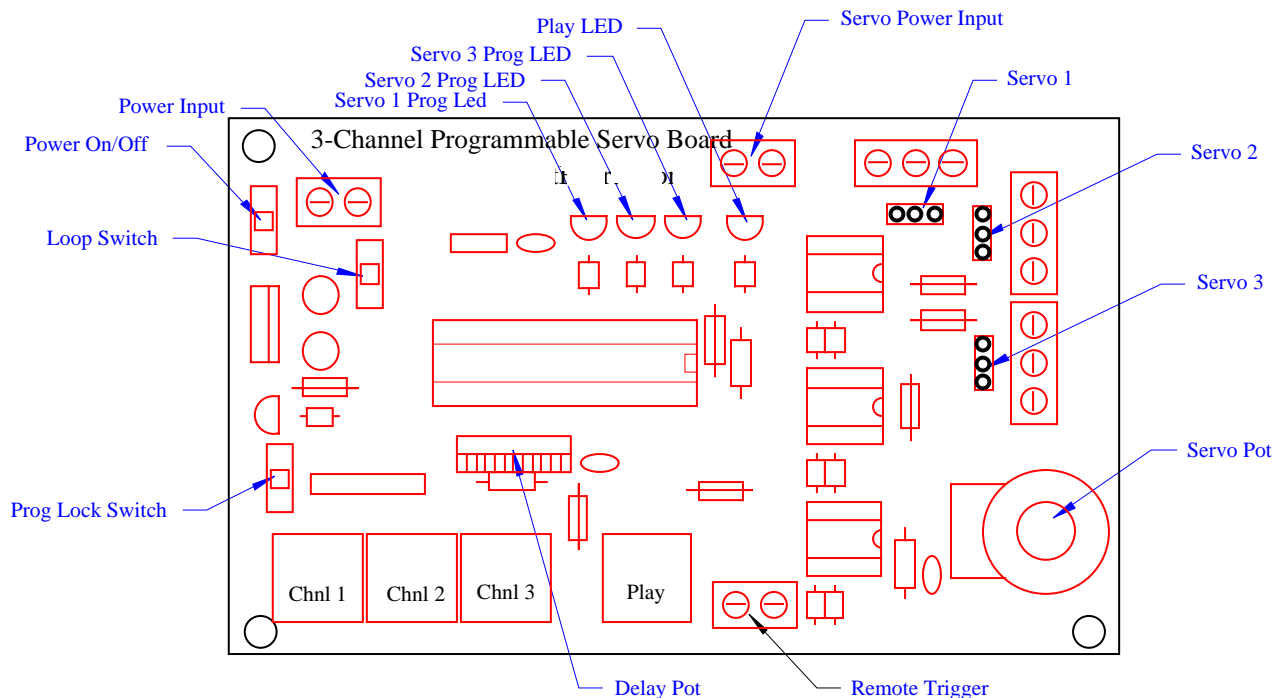 Servo Power Input
Play LED
Servo 3 Prog LED
Servo 2 Prog LED
Servo 1 Prog Led
Servo 1
Power Input
Power On/Off
3-Channel Programmable Servo Board
Servo 2
Loop Switch
Servo 3
Servo Pot
Prog Lock Switch
Chnl 1
Chnl 2
Chnl 3
Play
Delay Pot
Remote Trigger